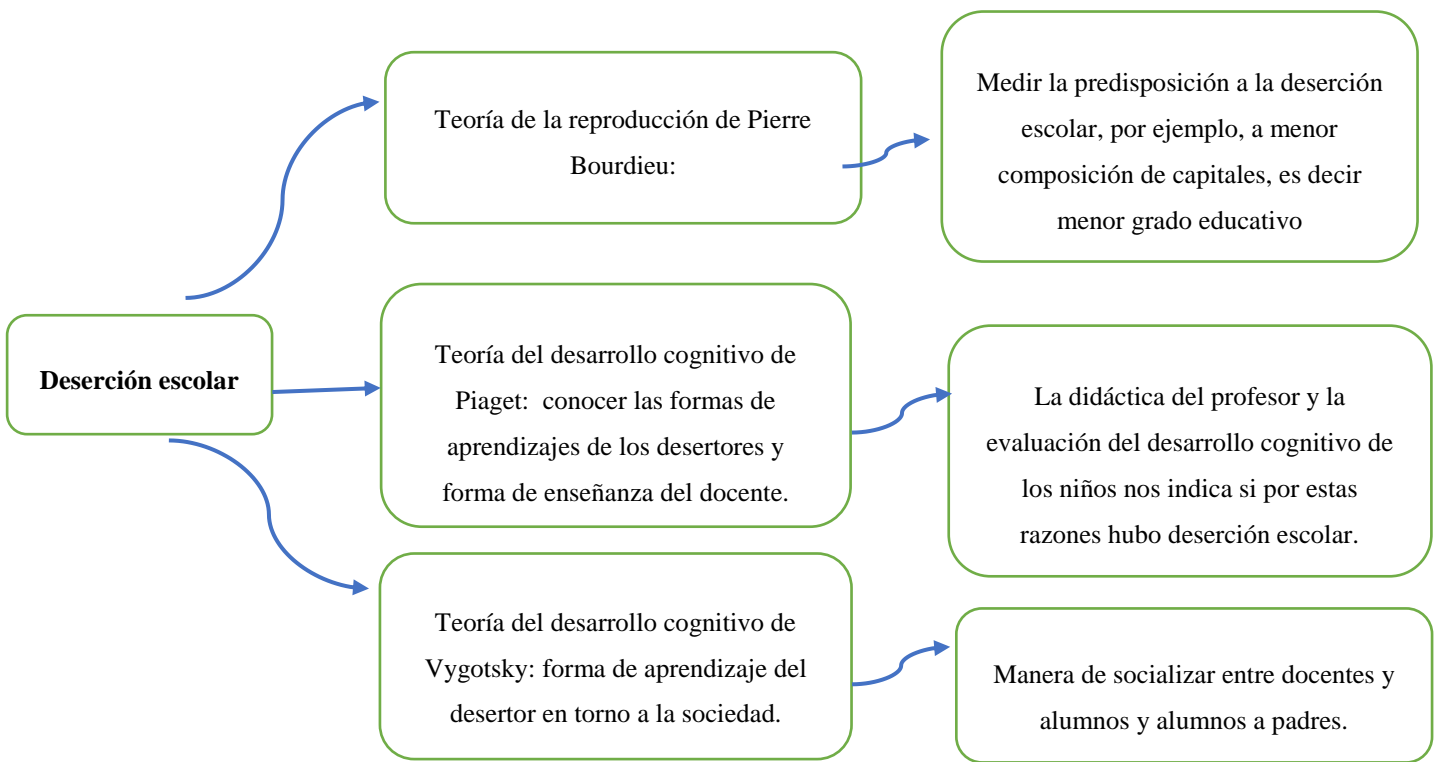 Deserción escolar
Teoría de la reproducción de Pierre
Bourdieu:
Medir la predisposición a la deserción
escolar, por ejemplo, a menor
composición de capitales, es decir
menor grado educativo
Teoría del desarrollo cognitivo de
Piaget:  conocer las formas de
aprendizajes de los desertores y
forma de enseñanza del docente.
La didáctica del profesor y la
evaluación del desarrollo cognitivo de
los niños nos indica si por estas
razones hubo deserción escolar.
Teoría del desarrollo cognitivo de
Vygotsky: forma de aprendizaje del
desertor en torno a la sociedad.
Manera de socializar entre docentes y
alumnos y alumnos a padres.